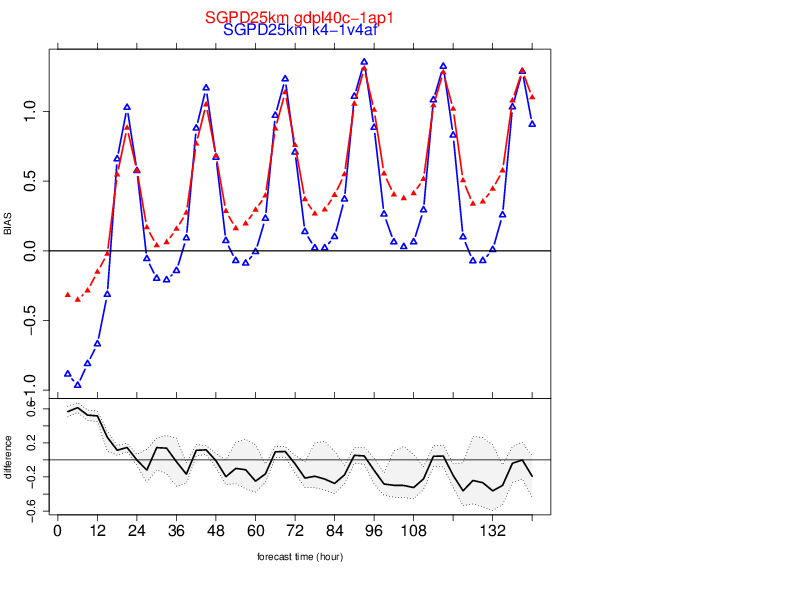 SGPD25km gdpl40c−1ap1
SGPD25km k4−1v4af
BIAS
1.0
0.5
0.0
−0.5
−1.0
difference
0.6
0.2
−0.2
−0.6
0 12 24 36 48 60 72 84 96 108 132
forecast time (hour)